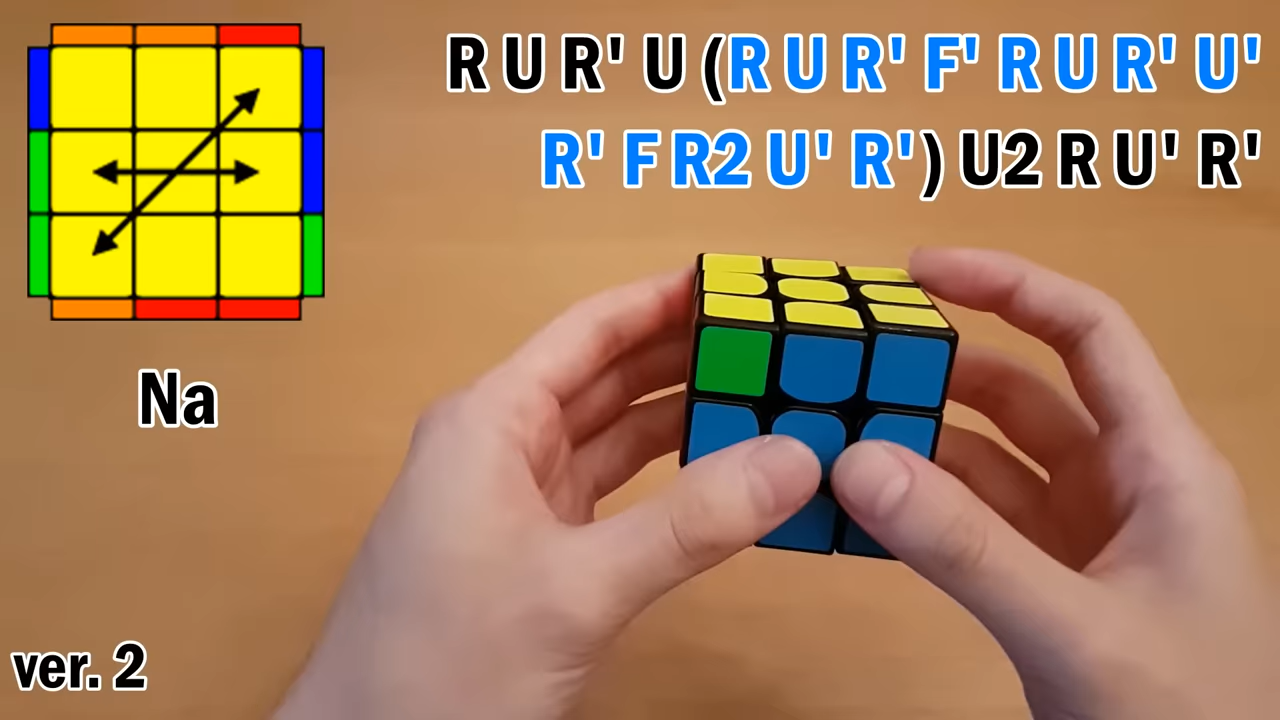 R U R' U (R U R' F' R U R' U'
R' F R2 U' R') U2 R U' R'
Na
ver. 2